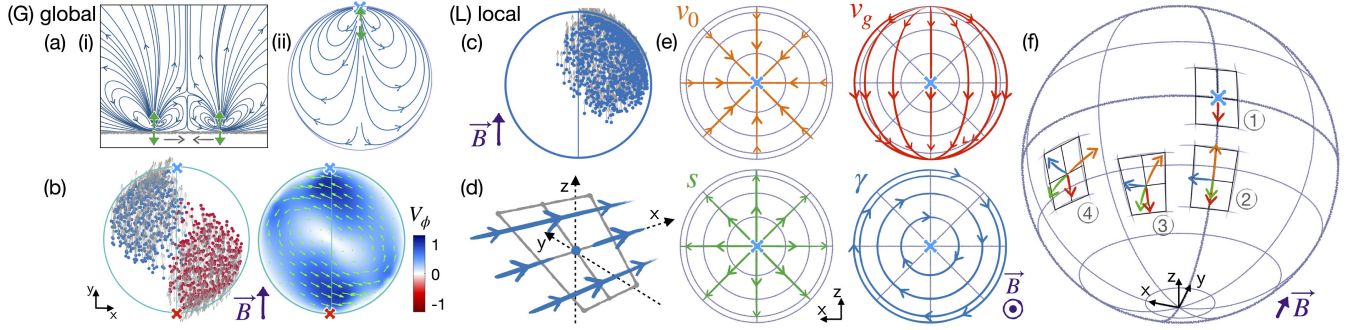 (G) global
(a) (i)
(ii)
(b)
y
x
B
V_ϕ
1
0
-1
(L) local
(c)
B
(d)
z
x
y
(e)
v_0
v_g
s
γ
z
x
B
(f)
①
②
③
④
z
y
x
B